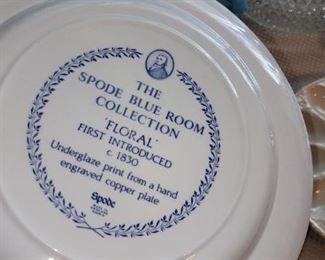 THE
SPODE BLUE ROOM
COLLECTION
'FLORAL'
FIRST INTRODUCED
c. 1830
Underglaze print from a hand
engraved copper plate
Spode